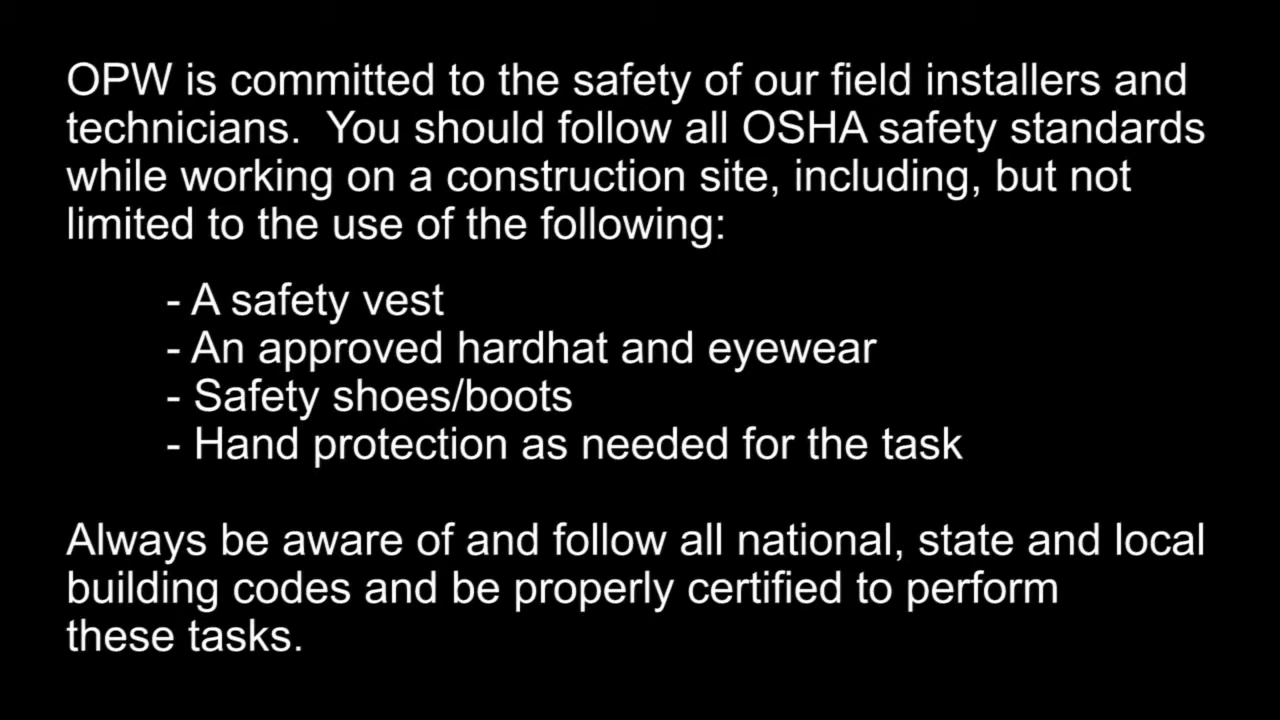 OPW is committed to the safety of our field installers and
technicians.  You should follow all OSHA safety standards
while working on a construction site, including, but not
limited to the use of the following:
- A safety vest
- An approved hardhat and eyewear
- Safety shoes/boots
- Hand protection as needed for the task
Always be aware of and follow all national, state and local
building codes and be properly certified to perform
these tasks.